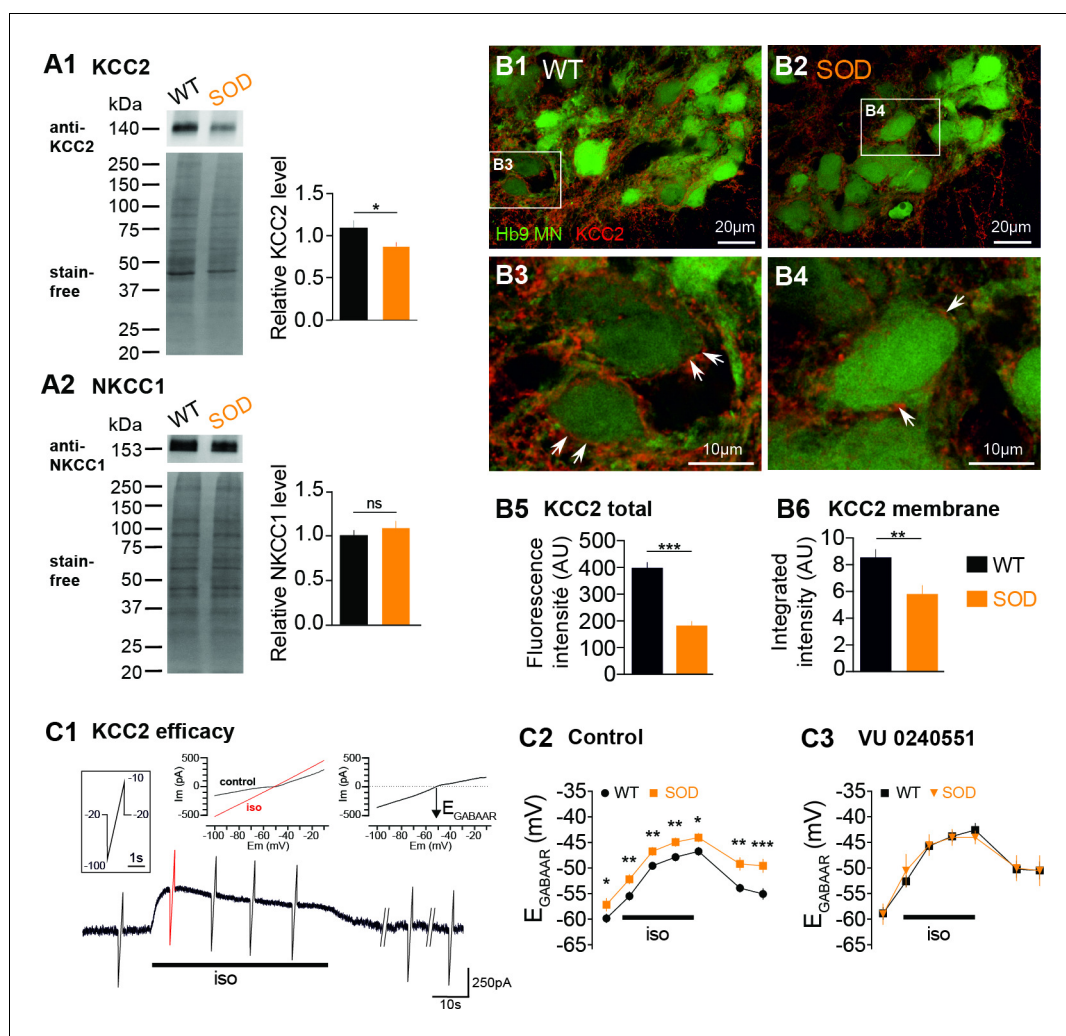 A1 KCC2
kDa
WT
SOD
anti-
KCC2
140
250
150
100
75
50
37
25
20
stain-
free
Relative KCC2 level
1.5
1.0
0.5
0.0
*
A2 NKCC1
kDa
WT
SOD
anti-
NKCC1
153
250
150
100
75
50
37
25
20
stain-
free
Relative NKCC1 level
1.5
1.0
0.5
0.0
ns
B1 WT
B3
Hb9 MN KCC2
20µm
B2 SOD
B4
20µm
B3
10µm
B4
10µm
B5 KCC2 total
Fluorescence
intensité (AU)
500
400
300
200
100
0
***
B6 KCC2 membrane
Integrated
intensity (AU)
8
6
4
2
0
**
WT
SOD
C1 KCC2 efficacy
-10
-20
-20
-100
1s
500
0
-500
Im (pA)
control
iso
-100
-60
-20
Em (mV)
500
0
-500
Im (pA)
EGABAAR
-100
-60
-20
Em (mV)
iso
250pA
10s
C2 Control
EGABAAR (mV)
-35
-40
-45
-50
-55
-60
-65
WT
SOD
* ** ** ** * ** ***
iso
C3 VU 0240551
EGABAAR (mV)
-35
-40
-45
-50
-55
-60
-65
WT
SOD
iso